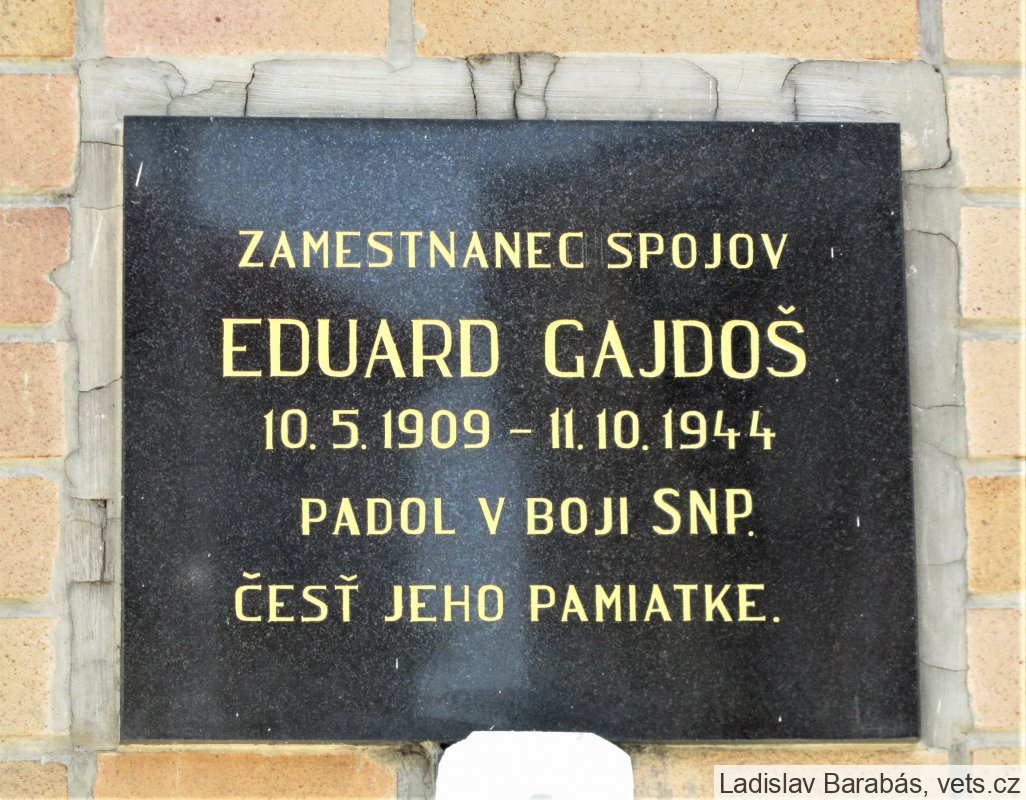 ZAMESTNANEC SPOJOV
EDUARD GAJDOŠ
10. 5. 1909 – 11. 10. 1944
PADOL V BOJI SNP.
ČESŤ JEHO PAMIATKE.
Ladislav Barabás, vets.cz